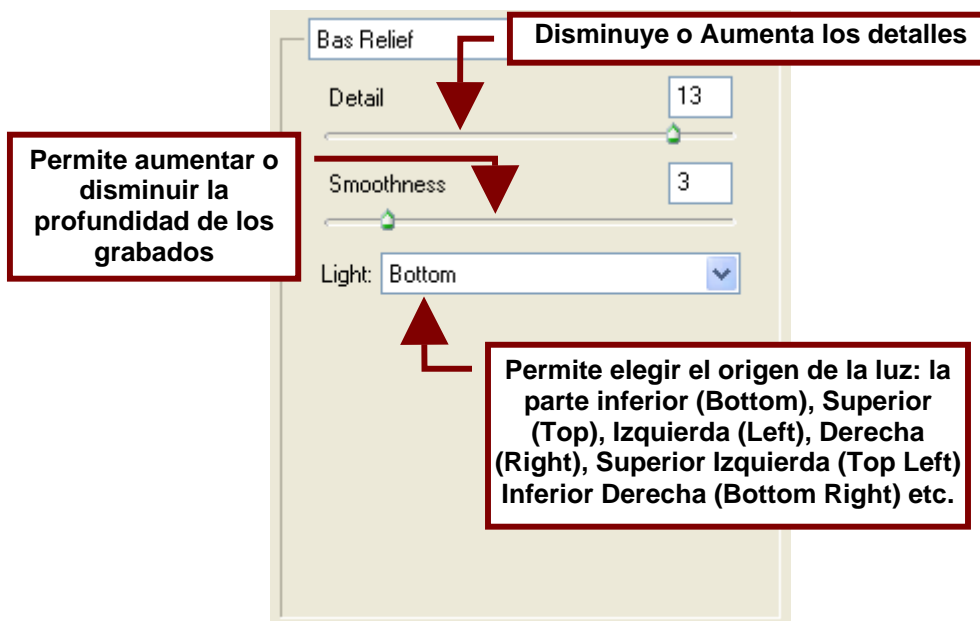 Bas Relief
Disminuye o Aumenta los detalles
Detail
13
Permite aumentar o
disminuir la
profundidad de los
grabados
Smoothness
3
Light:
Bottom
Permite elegir el origen de la luz: la
parte inferior (Bottom), Superior
(Top), Izquierda (Left), Derecha
(Right), Superior Izquierda (Top Left)
Inferior Derecha (Bottom Right) etc.